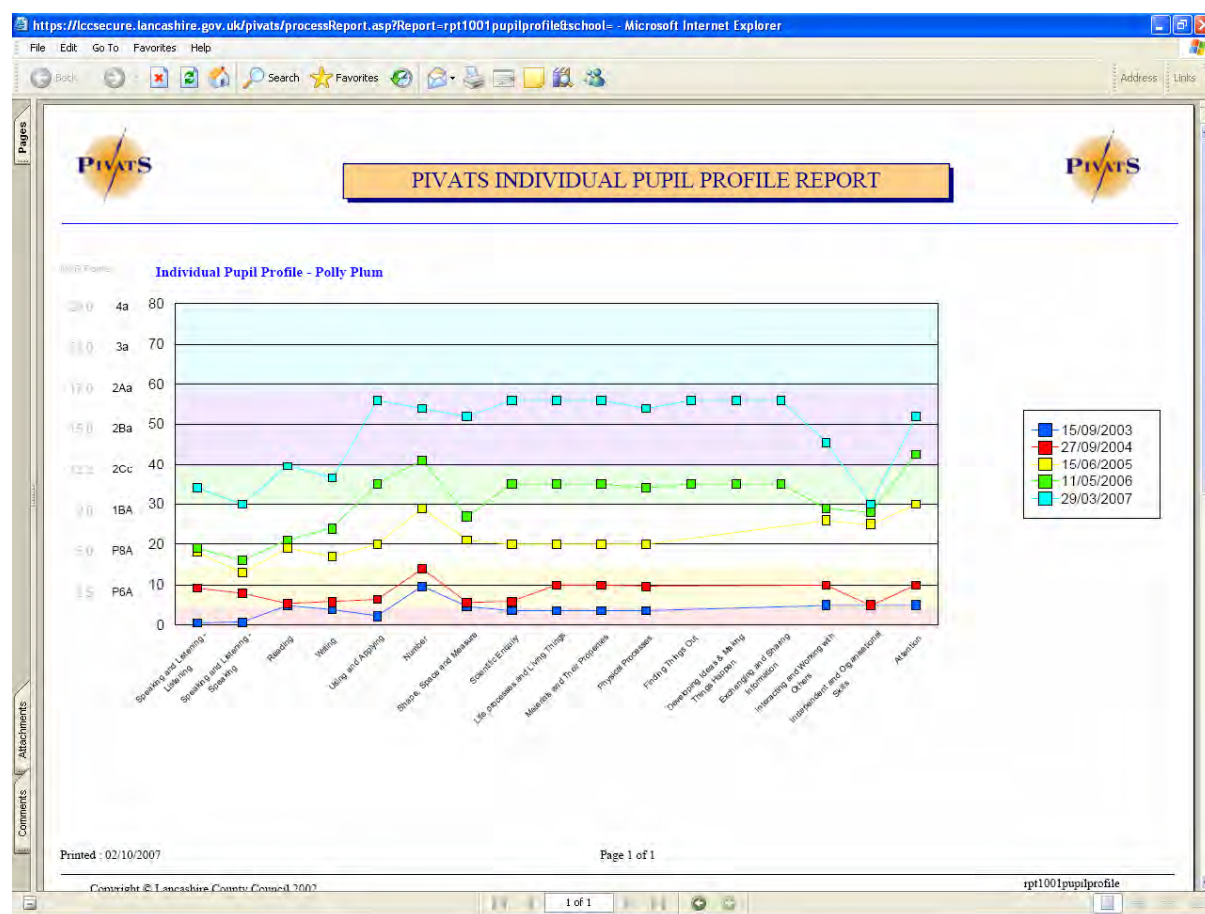 https://lccsecure.lancashire.gov.uk/pivats/processReport.asp?Report=rpt1001pupilprofile&school= - Microsoft Internet Explorer
File Edit Go To Favorites Help
Back Search Favorites Address Links
Pages
PIVATS PIVATS INDIVIDUAL PUPIL PROFILE REPORT PIVATS
Individual Pupil Profile - Polly Plum
4a 80
3a 70
17.0 2Aa 60
15.0 2Ba 50
2Cc 40
1BA 30
P8A 20
P6A 10
0
15/09/2003
27/09/2004
15/06/2005
11/05/2006
29/03/2007
Speaking and Listening -
Listening
Speaking and Listening -
Speaking
Reading
Writing
Using and Applying
Number
Shape, Space and Measure
Scientific Enquiry
Life processes and Living Things
Materials and Their Properties
Physical Processes
Finding Things Out
Developing Ideas & Making
Things Happen
Exchanging and Sharing
Information
Interacting and Working with
Others
Independent and Organisational
Skills
Attention
Attachments
Comments
Printed : 02/10/2007 Page 1 of 1
Copyright © Lancashire County Council 2002 rpt1001pupilprofile
1 of 1